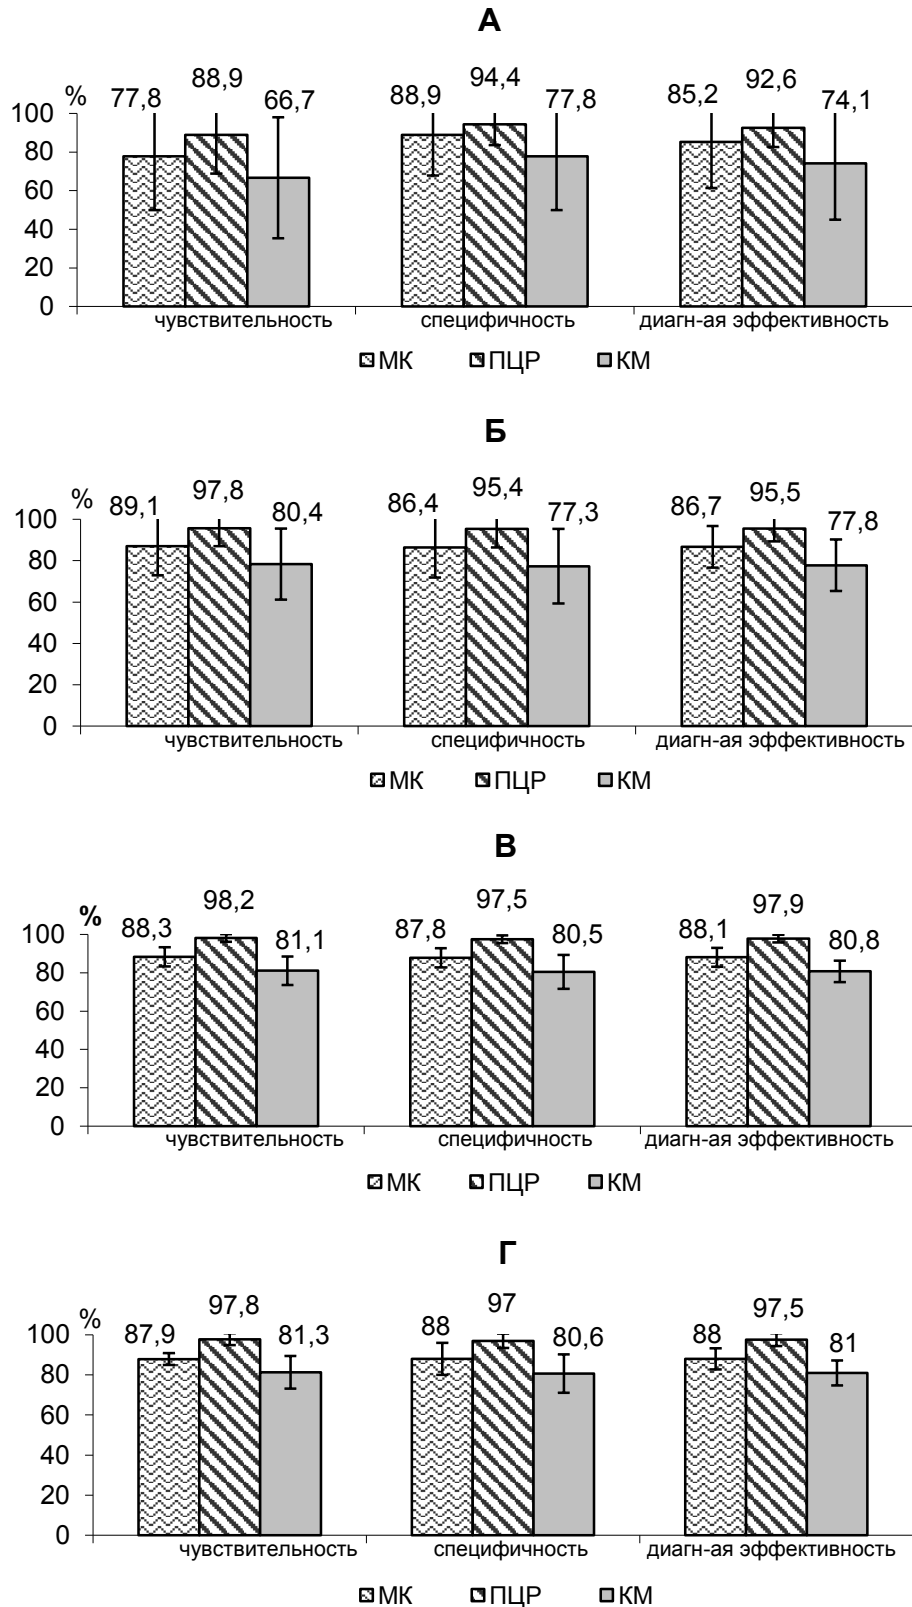 А
%
77,8 88,9 66,7 88,9 94,4 77,8 85,2 92,6 74,1
100
80
60
40
20
0
чувствительность специфичность диагн-ая эффективность
МК ПЦР КМ
Б
%
89,1 97,8 80,4 86,4 95,4 77,3 86,7 95,5 77,8
100
80
60
40
20
0
чувствительность специфичность диагн-ая эффективность
МК ПЦР КМ
В
%
88,3 98,2 81,1 87,8 97,5 80,5 88,1 97,9 80,8
100
80
60
40
20
0
чувствительность специфичность диагн-ая эффективность
МК ПЦР КМ
Г
%
87,9 97,8 81,3 88 97 80,6 88 97,5 81
100
80
60
40
20
0
чувствительность специфичность диагн-ая эффективность
МК ПЦР КМ